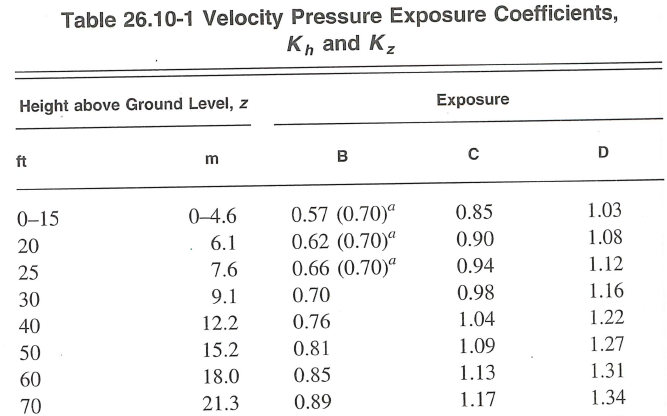 Table 26.10-1 Velocity Pressure Exposure Coefficients,
Kh and Kz
Height above Ground Level, z Exposure
ft m B C D
0–15 0–4.6 0.57 (0.70)a 0.85 1.03
20 6.1 0.62 (0.70)a 0.90 1.08
25 7.6 0.66 (0.70)a 0.94 1.12
30 9.1 0.70 0.98 1.16
40 12.2 0.76 1.04 1.22
50 15.2 0.81 1.09 1.27
60 18.0 0.85 1.13 1.31
70 21.3 0.89 1.17 1.34